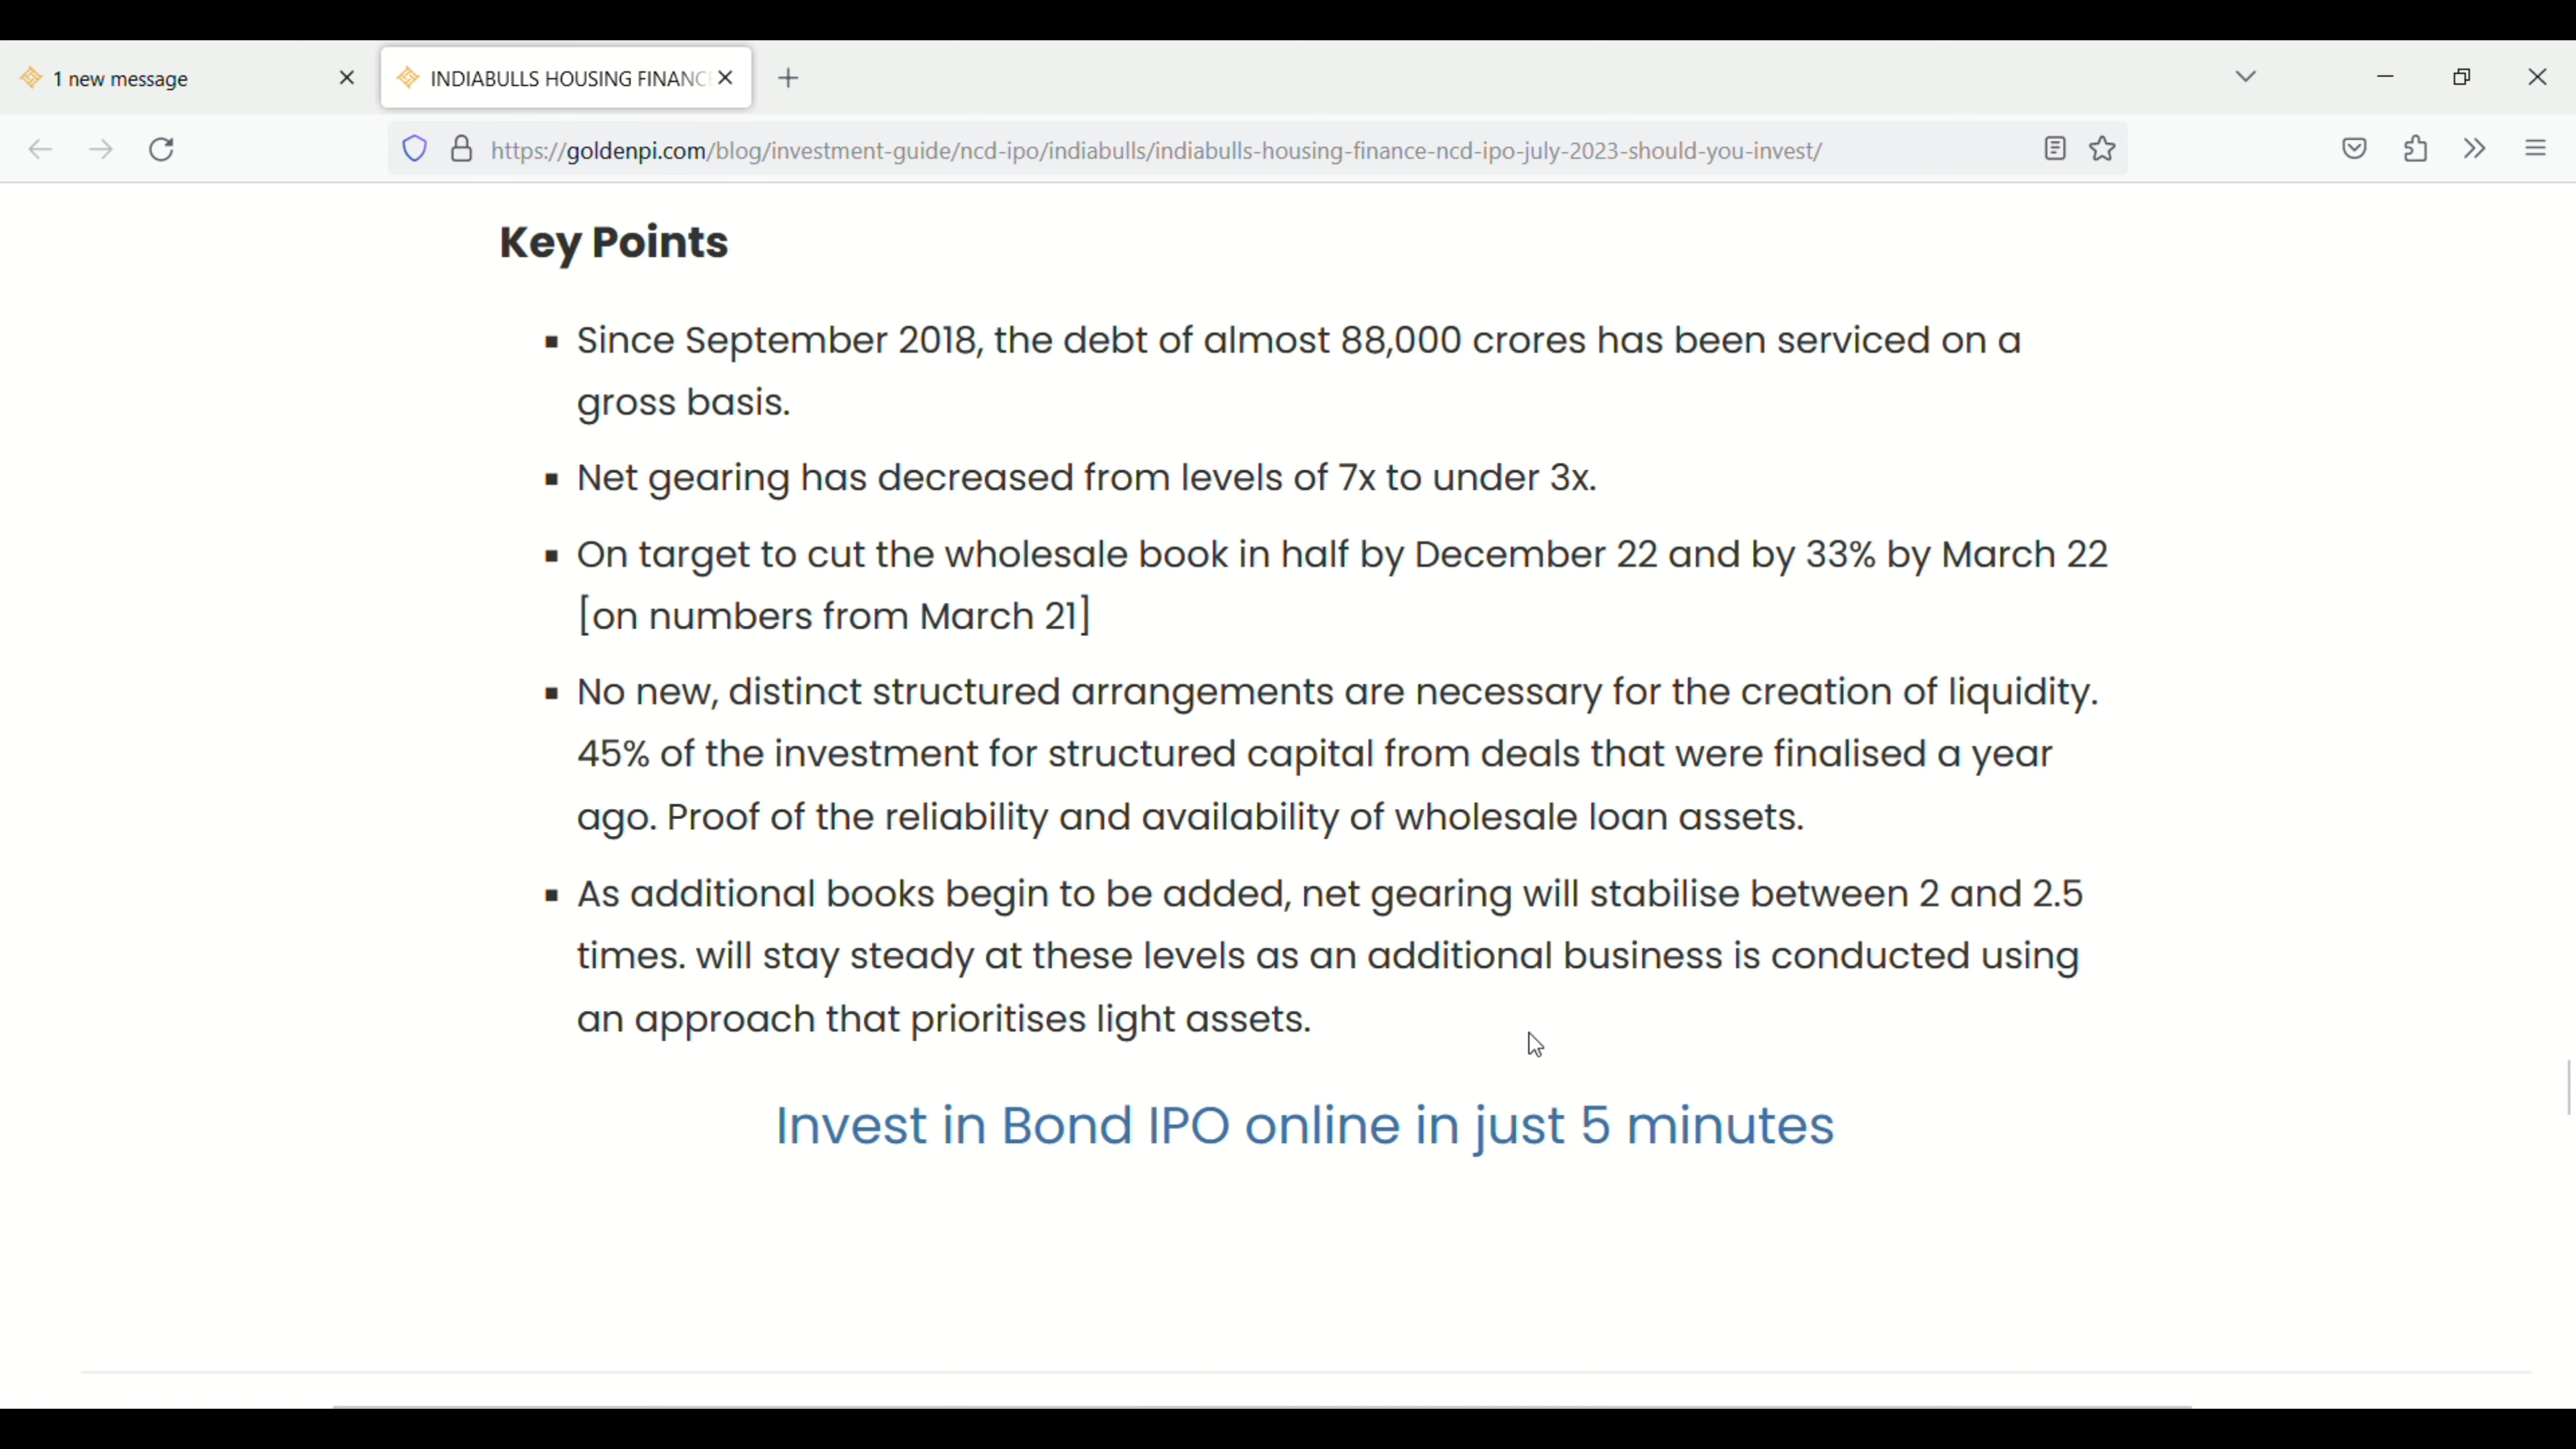 1 new message
INDIABULLS HOUSING FINANC
https://goldenpi.com/blog/investment-guide/ncd-ipo/indiabulls/indiabulls-housing-finance-ncd-ipo-july-2023-should-you-invest/
Key Points
▪ Since September 2018, the debt of almost 88,000 crores has been serviced on a
gross basis.
▪ Net gearing has decreased from levels of 7x to under 3x.
▪ On target to cut the wholesale book in half by December 22 and by 33% by March 22
[on numbers from March 21]
▪ No new, distinct structured arrangements are necessary for the creation of liquidity.
45% of the investment for structured capital from deals that were finalised a year
ago. Proof of the reliability and availability of wholesale loan assets.
▪ As additional books begin to be added, net gearing will stabilise between 2 and 2.5
times. will stay steady at these levels as an additional business is conducted using
an approach that prioritises light assets.
Invest in Bond IPO online in just 5 minutes